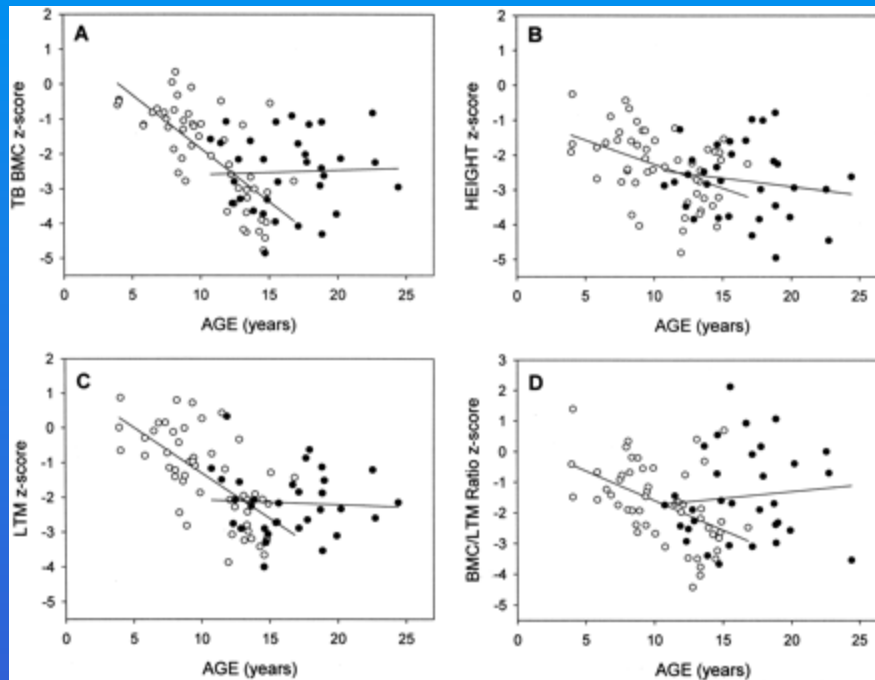 A
2
1
0
-1
-2
-3
-4
-5
TB BMC z-score
0 5 10 15 20 25
AGE (years)
B
2
1
0
-1
-2
-3
-4
-5
HEIGHT z-score
0 5 10 15 20 25
AGE (years)
C
2
1
0
-1
-2
-3
-4
-5
LTM z-score
0 5 10 15 20 25
AGE (years)
D
3
2
1
0
-1
-2
-3
-4
-5
BMC/LTM Ratio z-score
0 5 10 15 20 25
AGE (years)